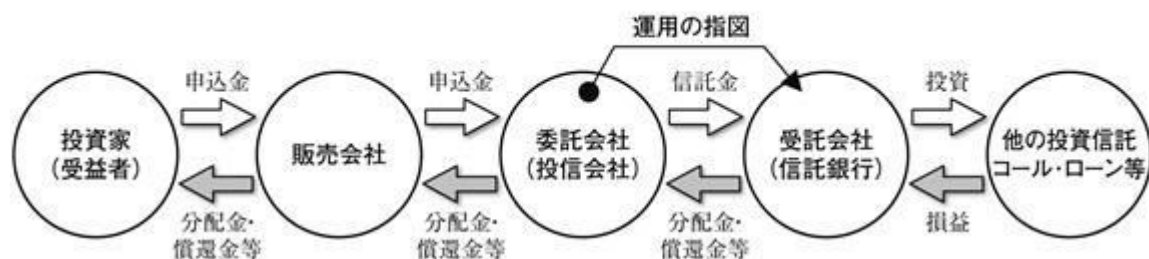 運用の指図
申込金
申込金
信託金
投資
投資家
(受益者)
販売会社
委託会社
(投信会社)
受託会社
(信託銀行)
他の投資信託
コール・ローン等
分配金・
償還金等
分配金・
償還金等
分配金・
償還金等
損益